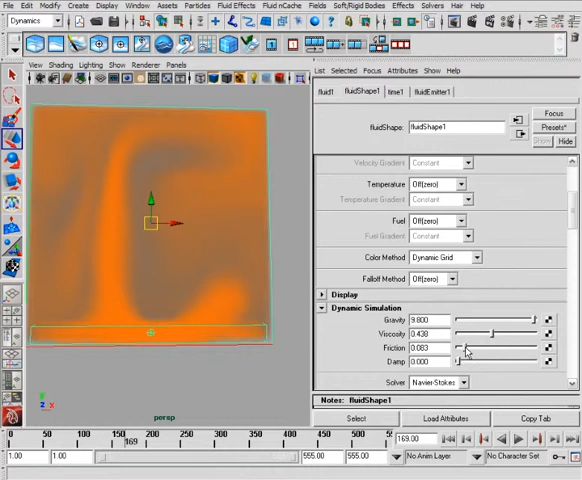 File Edit Modify Create Display Window Assets Particles Fluid Effects Fluid nCache Fields Soft/Rigid Bodies Effects Solvers Hair
Dynamics
View Shading Lighting Show Renderer Panels
List Selected Focus Attributes Show Help
fluid1 fluidShape1 time1 fluidEmitter1
Focus
fluidShape: fluidShape1
Presets*
Show Hide
Velocity Gradient Constant
Temperature Off(zero)
Temperature Gradient Constant
Fuel Off(zero)
Fuel Gradient Constant
Color Method Dynamic Grid
Falloff Method Off(zero)
Display
Dynamic Simulation
Gravity 9.800
Viscosity 0.438
Friction 0.083
Damp 0.000
Solver Navier-Stokes
Notes: fluidShape1
Select Load Attributes Copy Tab
persp
0 50 100 150 200 250 300 350 400 450 500 55
169
169.00
1.00 1.00 555.00 555.00 No Anim Layer No Character Set